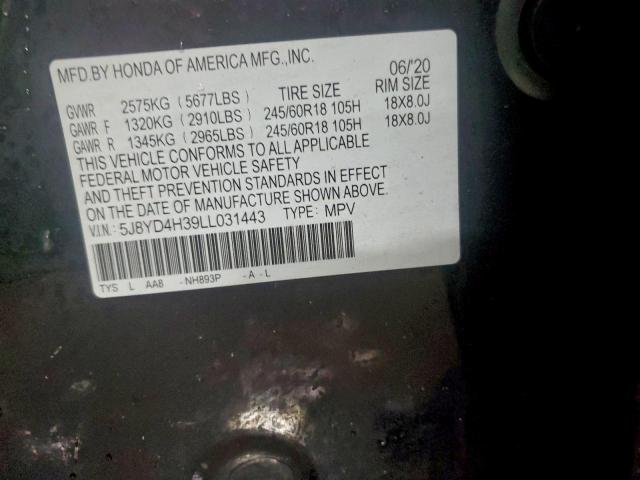 MFD.BY HONDA OF AMERICA MFG.,INC. 06/'20
GVWR 2575KG (5677LBS) TIRE SIZE RIM SIZE
GAWR F 1320KG (2910LBS) 245/60R18 105H 18X8.0J
GAWR R 1345KG (2965LBS) 245/60R18 105H 18X8.0J
THIS VEHICLE CONFORMS TO ALL APPLICABLE
FEDERAL MOTOR VEHICLE SAFETY
AND THEFT PREVENTION STANDARDS IN EFFECT
ON THE DATE OF MANUFACTURE SHOWN ABOVE.
V.I.N.: 5J8YD4H39LL031443 TYPE: MPV
TYS L AA8 -NH893P -A-L